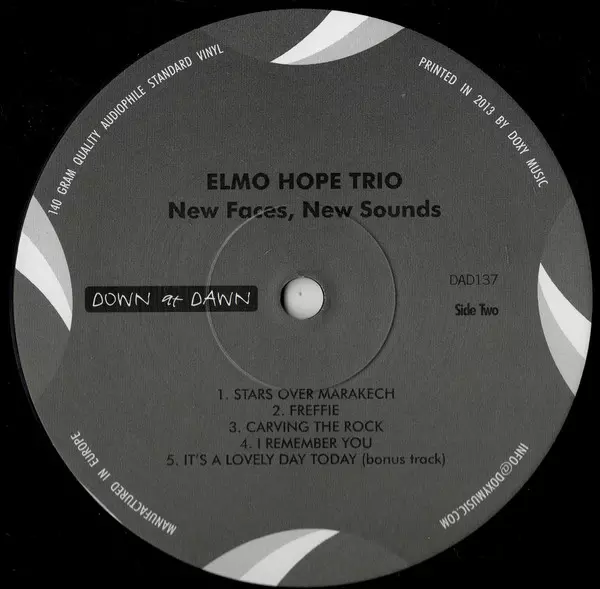 140 GRAM QUALITY AUDIOPHILE STANDARD VINYL
PRINTED IN 2013 BY DOXY MUSIC
ELMO HOPE TRIO
New Faces, New Sounds
DOWN at DAWN
DAD137
Side Two
1. STARS OVER MARAKECH
2. FREFFIE
3. CARVING THE ROCK
4. I REMEMBER YOU
5. IT'S A LOVELY DAY TODAY (bonus track)
MANUFACTURED IN EUROPE
INFO@DOXYMUSIC.COM